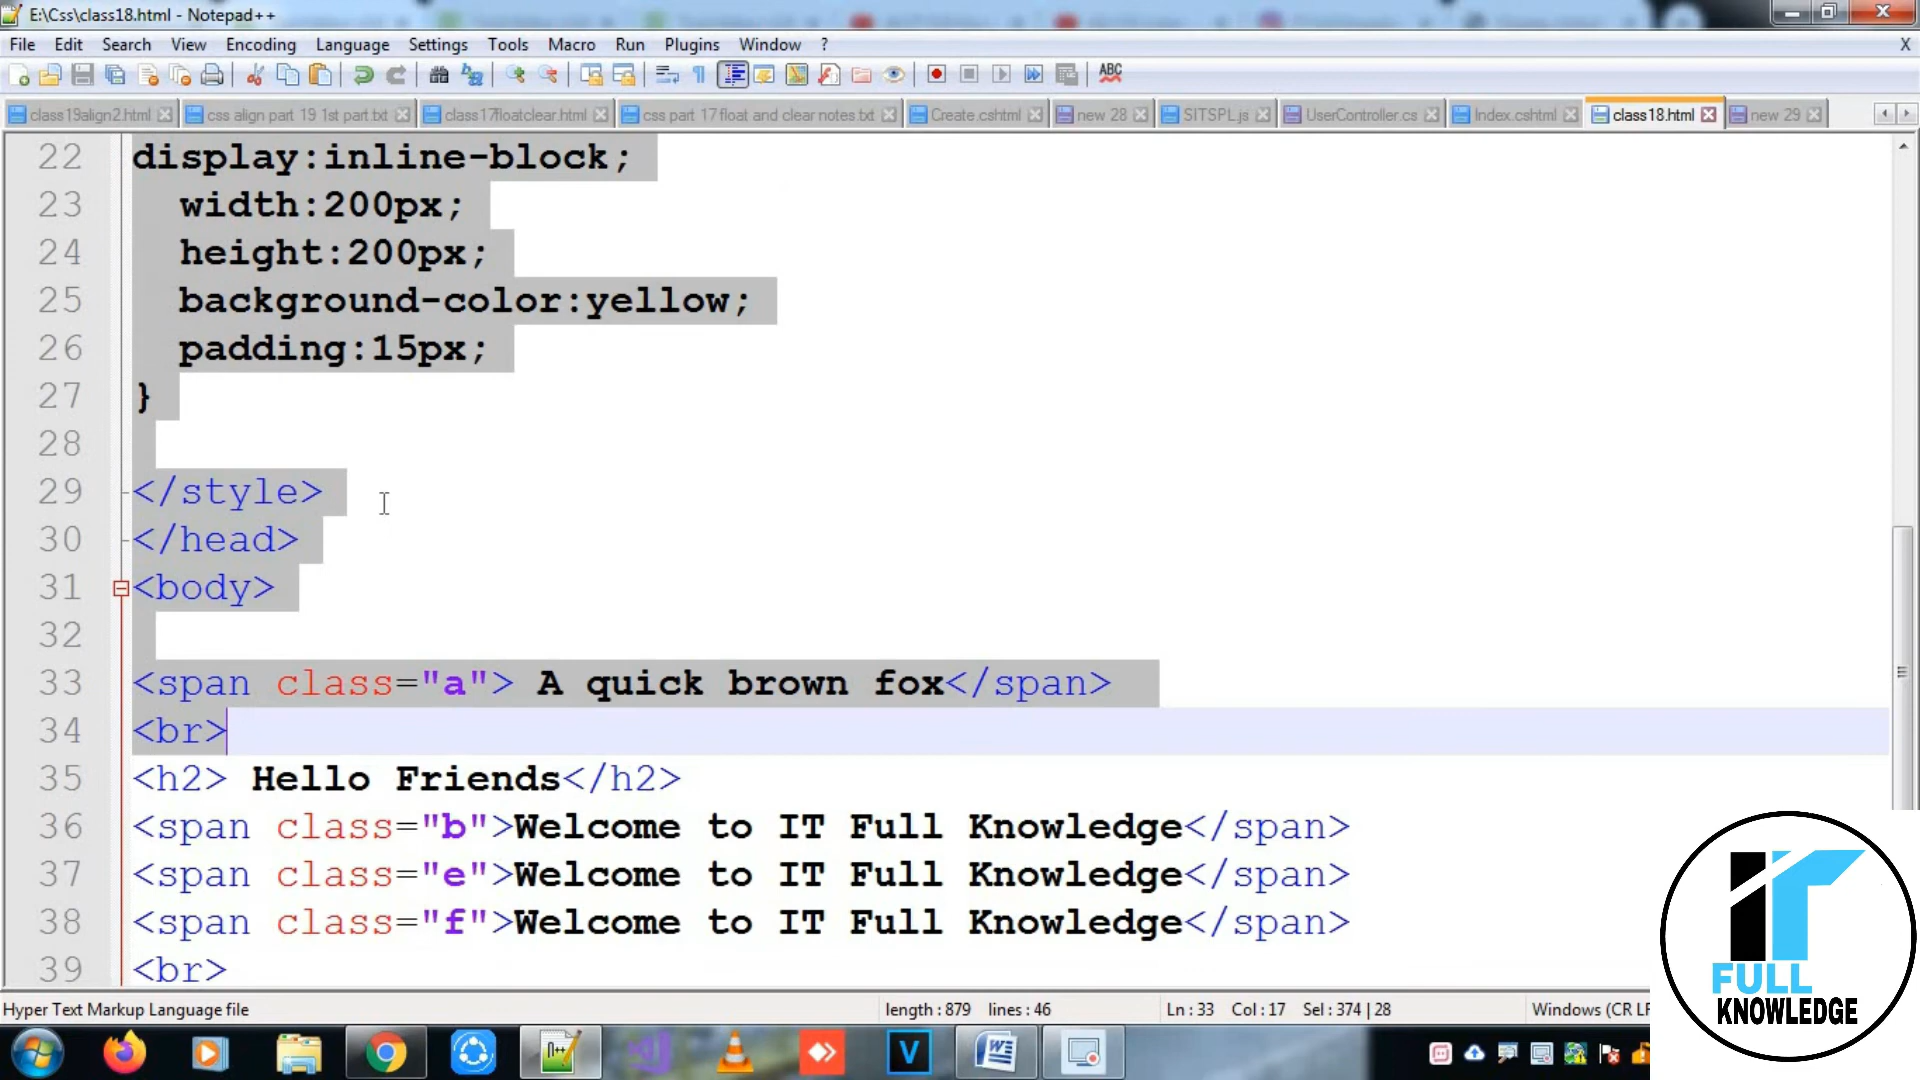 E:\Css\class18.html - Notepad++
File Edit Search View Encoding Language Settings Tools Macro Run Plugins Window ? X
ABC
class19align2.html css align part 19 1st part.txt class17floatclear.html css part 17 float and clear notes.txt Create.cshtml new 28 SITSPL.js UserController.cs Index.cshtml class18.html new 29
22 display:inline-block;
23 width:200px;
24 height:200px;
25 background-color:yellow;
26 padding:15px;
27 }
28
29 </style>
30 </head>
31 <body>
32
33 <span class="a"> A quick brown fox</span>
34 <br>
35 <h2> Hello Friends</h2>
36 <span class="b">Welcome to IT Full Knowledge</span>
37 <span class="e">Welcome to IT Full Knowledge</span>
38 <span class="f">Welcome to IT Full Knowledge</span>
39 <br>
IT
FULL
KNOWLEDGE
Hyper Text Markup Language file length : 879 lines : 46 Ln : 33 Col : 17 Sel : 374 | 28 Windows (CR LF